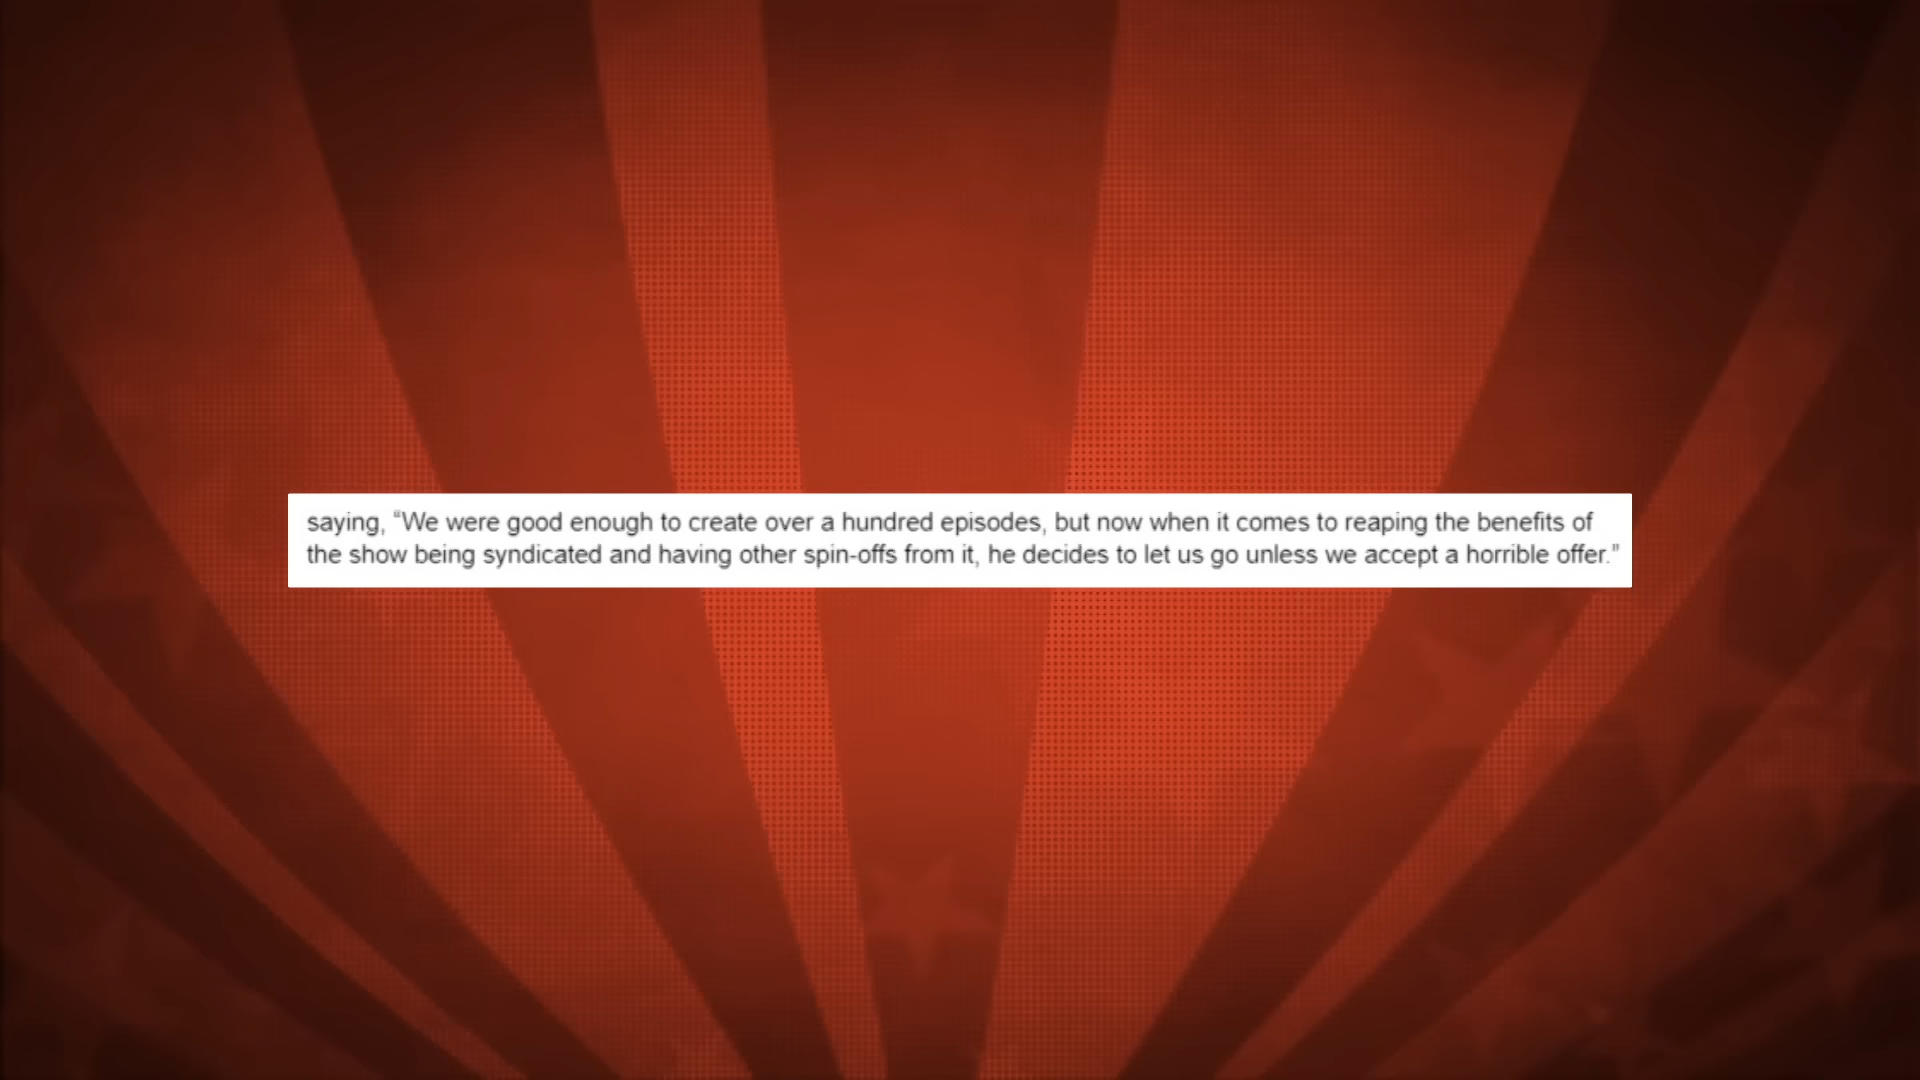 saying, “We were good enough to create over a hundred episodes, but now when it comes to reaping the benefits of
the show being syndicated and having other spin-offs from it, he decides to let us go unless we accept a horrible offer.”